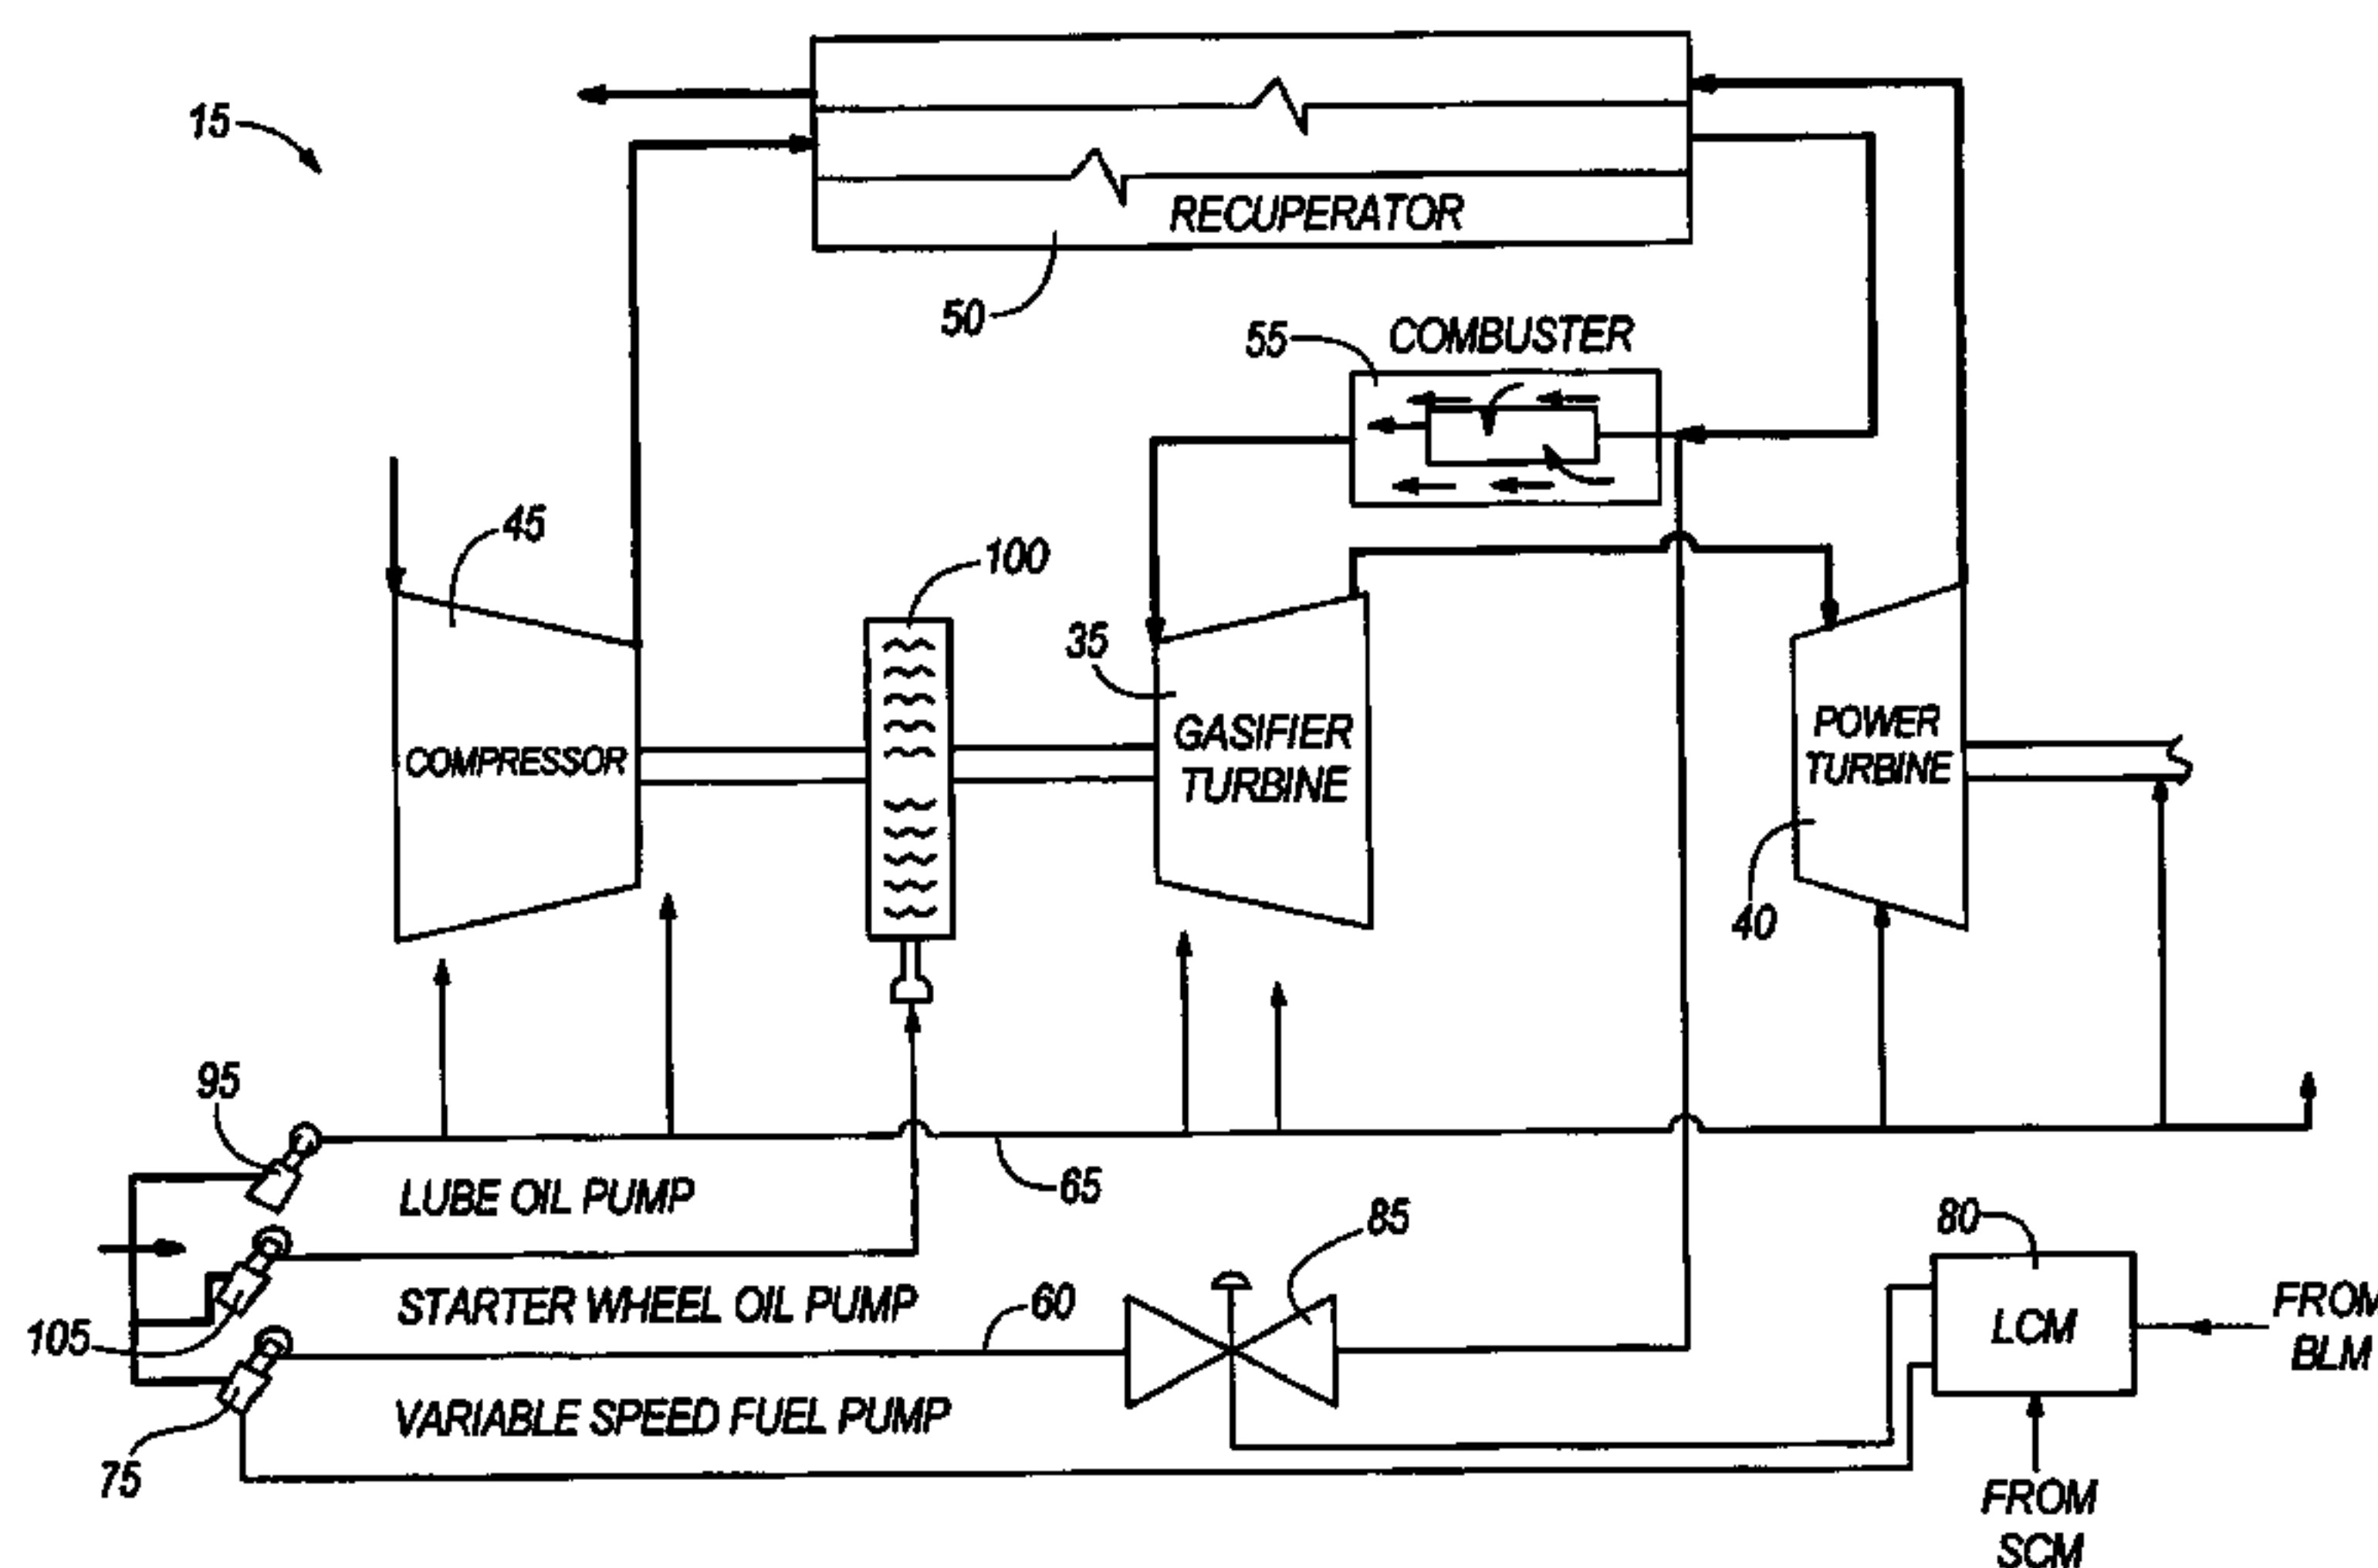 15
RECUPERATOR
50
55
COMBUSTER
45
100
35
GASIFIER
TURBINE
POWER
TURBINE
COMPRESSOR
40
95
LUBE OIL PUMP
65
85
80
STARTER WHEEL OIL PUMP
60
LCM
FROM
BLM
105
VARIABLE SPEED FUEL PUMP
75
FROM
SCM